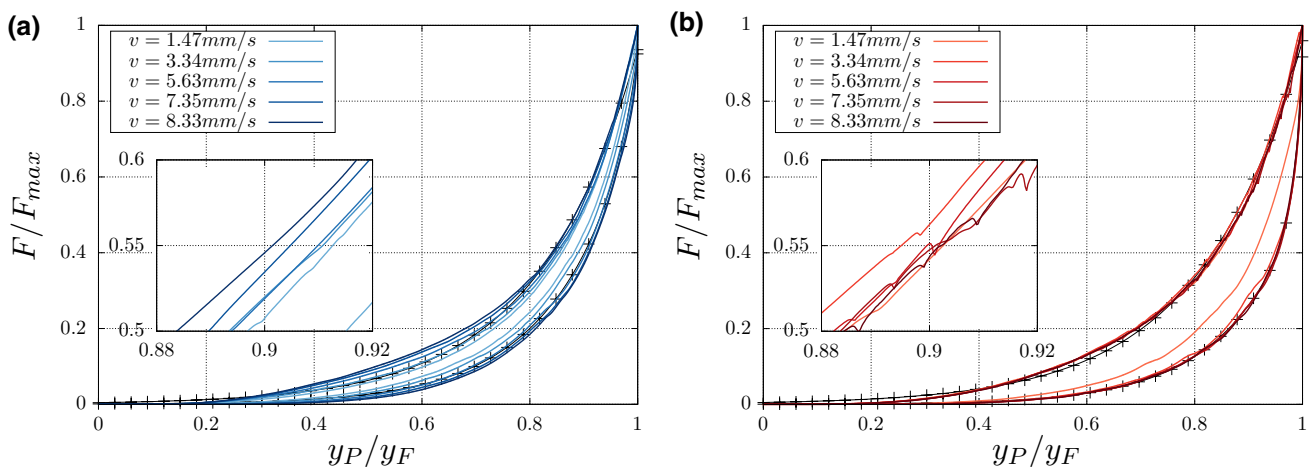 (a)
F/F_{max}
1
0.8
0.6
0.4
0.2
0
v = 1.47mm/s
v = 3.34mm/s
v = 5.63mm/s
v = 7.35mm/s
v = 8.33mm/s
0.6
0.55
0.5
0.88 0.9 0.92
0 0.2 0.4 0.6 0.8 1
y_P/y_F
(b)
F/F_{max}
1
0.8
0.6
0.4
0.2
0
v = 1.47mm/s
v = 3.34mm/s
v = 5.63mm/s
v = 7.35mm/s
v = 8.33mm/s
0.6
0.55
0.5
0.88 0.9 0.92
0 0.2 0.4 0.6 0.8 1
y_P/y_F